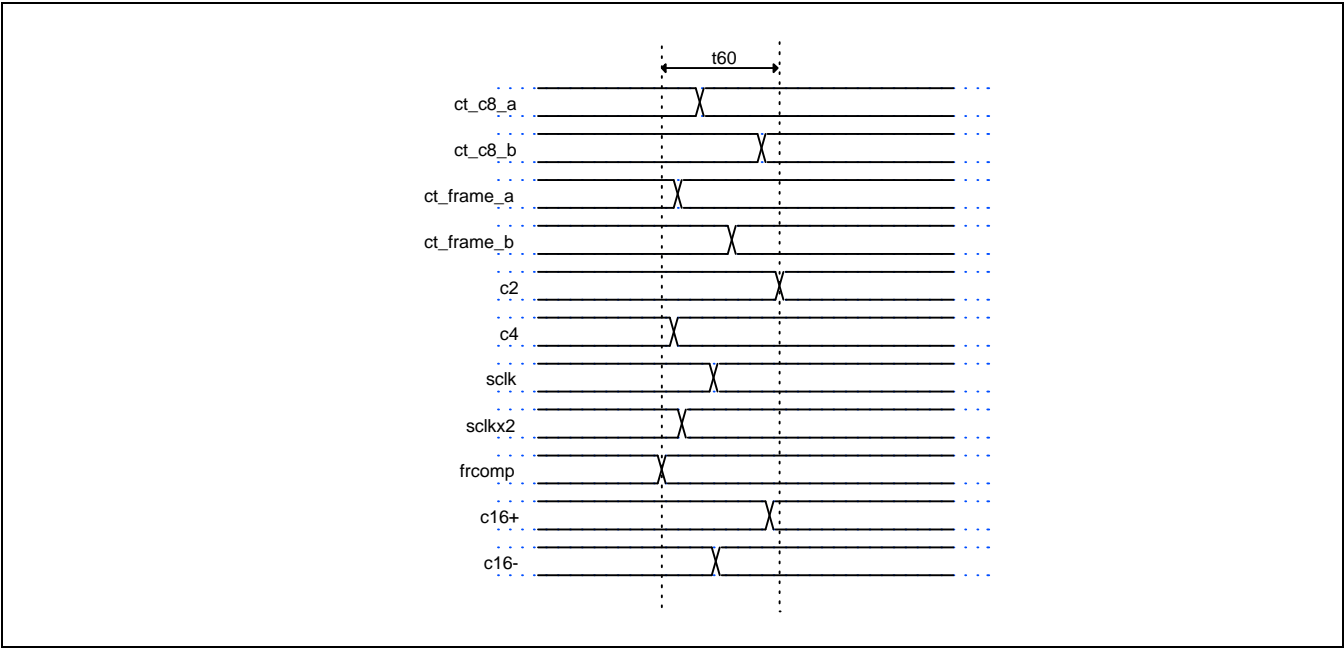 t60
ct_c8_a
ct_c8_b
ct_frame_a
ct_frame_b
c2
c4
sclk
sclkx2
frcomp
c16+
c16-